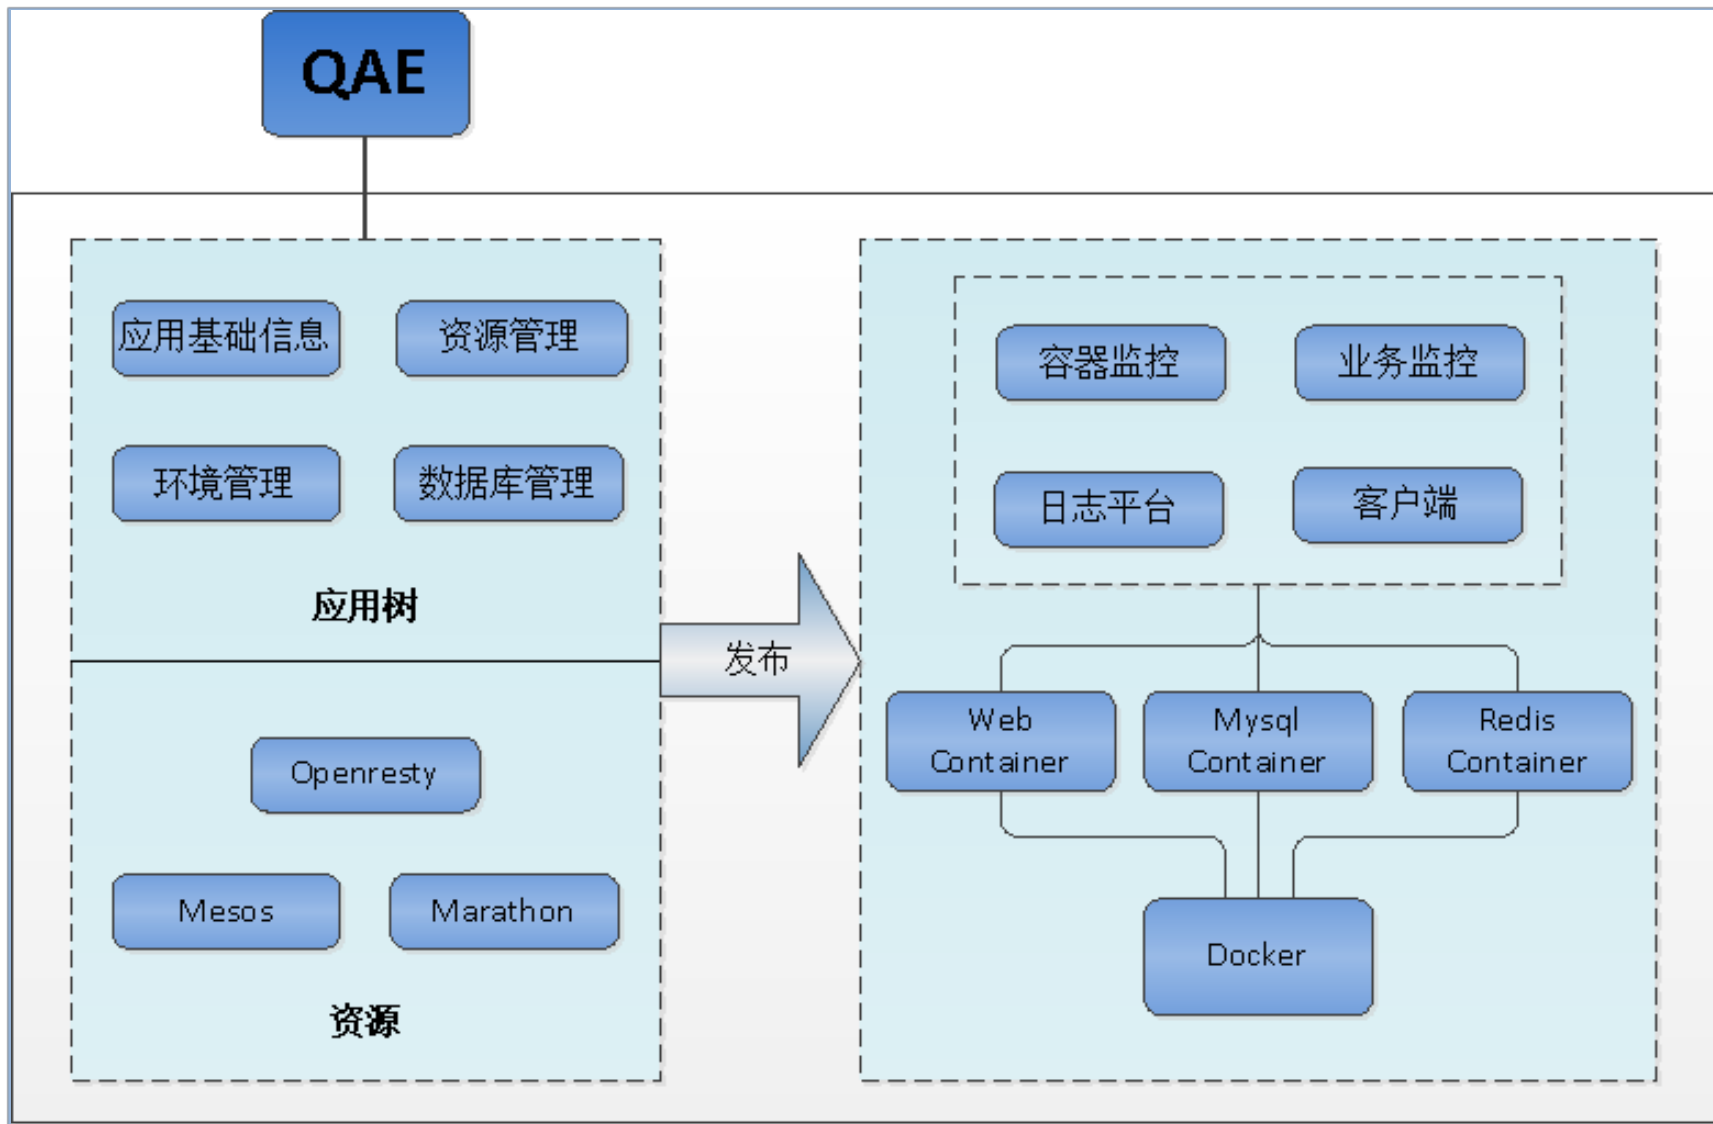 QAE
应用基础信息
资源管理
环境管理
数据库管理
应用树
Openresty
Mesos
Marathon
资源
发布
容器监控
业务监控
日志平台
客户端
Web
Container
Mysql
Container
Redis
Container
Docker